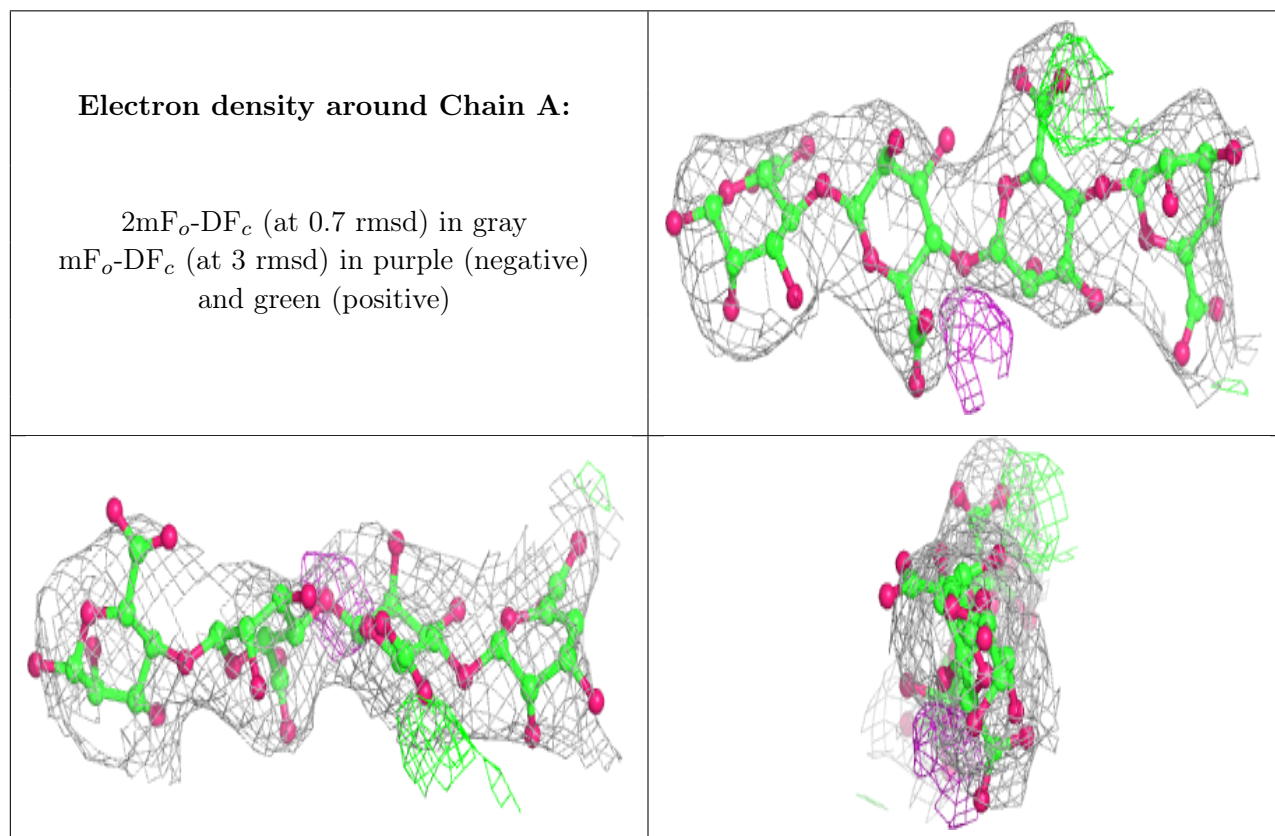 Electron density around Chain A:
2mFₒ-DF𝒸 (at 0.7 rmsd) in gray
mFₒ-DF𝒸 (at 3 rmsd) in purple (negative)
and green (positive)